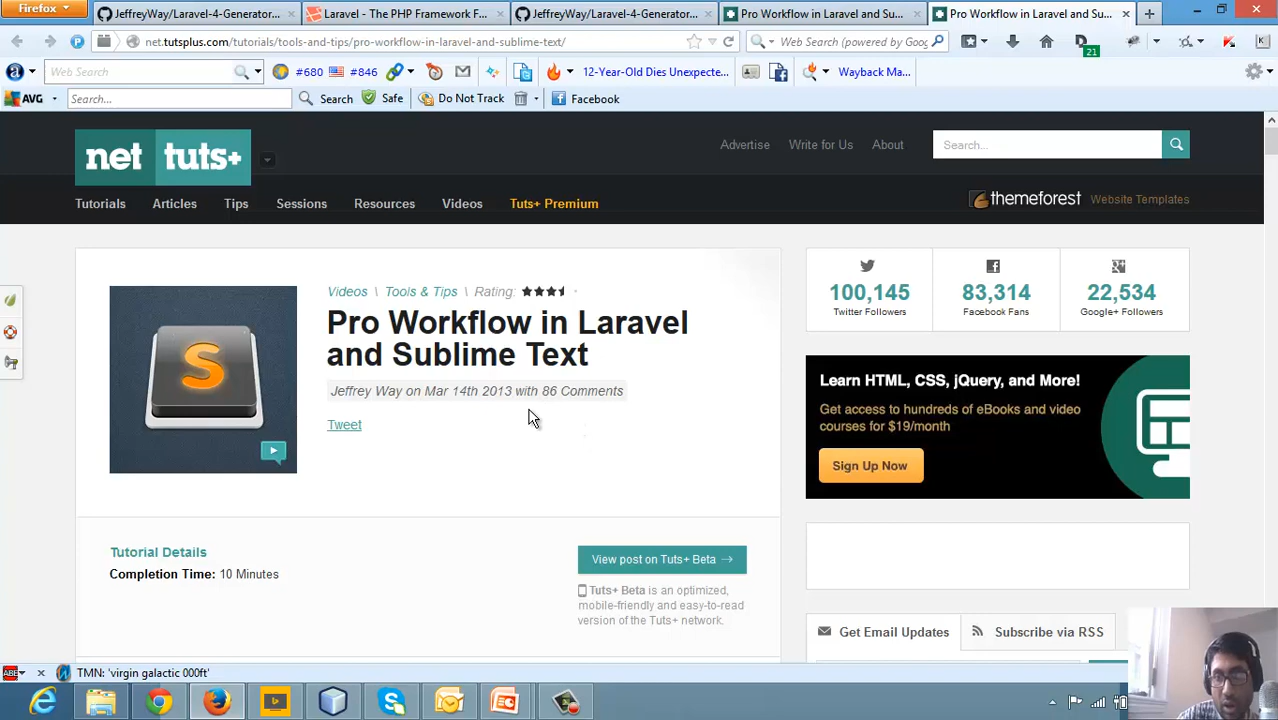 Firefox
JeffreyWay/Laravel-4-Generator...
Laravel - The PHP Framework F...
JeffreyWay/Laravel-4-Generator...
Pro Workflow in Laravel and Su...
Pro Workflow in Laravel and Su...
net.tutsplus.com/tutorials/tools-and-tips/pro-workflow-in-laravel-and-sublime-text/
Web Search (powered by Goog
21
Web Search
#680
#846
12-Year-Old Dies Unexpecte...
Wayback Ma...
AVG
Search...
Search
Safe
Do Not Track
Facebook
net tuts+
Advertise
Write for Us
About
Search...
Tutorials
Articles
Tips
Sessions
Resources
Videos
Tuts+ Premium
themeforest Website Templates
Videos \ Tools & Tips \ Rating:
Pro Workflow in Laravel
and Sublime Text
Jeffrey Way on Mar 14th 2013 with 86 Comments
Tweet
S
100,145
Twitter Followers
83,314
Facebook Fans
22,534
Google+ Followers
Learn HTML, CSS, jQuery, and More!
Get access to hundreds of eBooks and video
courses for $19/month
Sign Up Now
Tutorial Details
Completion Time: 10 Minutes
View post on Tuts+ Beta →
Tuts+ Beta is an optimized,
mobile-friendly and easy-to-read
version of the Tuts+ network.
Get Email Updates
Subscribe via RSS
ABE
TMN: 'virgin galactic 000ft'